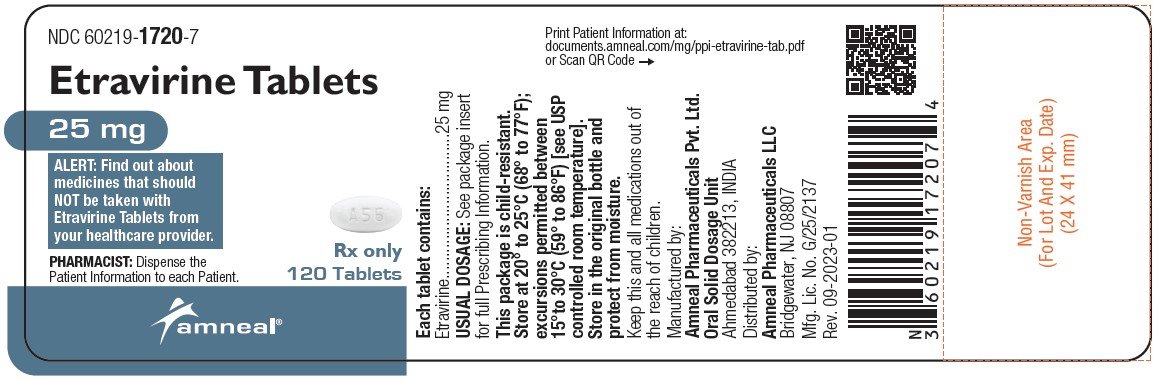 NDC 60219-1720-7
Etravirine Tablets
25 mg
ALERT: Find out about
medicines that should
NOT be taken with
Etravirine Tablets from
your healthcare provider.
PHARMACIST: Dispense the
Patient Information to each Patient.
A56
Rx only
120 Tablets
amneal®
Print Patient Information at:
documents.amneal.com/mg/ppi-etravirine-tab.pdf
or Scan QR Code →
Each tablet contains:
Etravirine..............................25 mg
USUAL DOSAGE: See package insert
for full Prescribing Information.
This package is child-resistant.
Store at 20° to 25°C (68° to 77°F);
excursions permitted between
15°to 30°C (59° to 86°F) [see USP
controlled room temperature].
Store in the original bottle and
protect from moisture.
Keep this and all medications out of
the reach of children.
Manufactured by:
Amneal Pharmaceuticals Pvt. Ltd.
Oral Solid Dosage Unit
Ahmedabad 382213, INDIA
Distributed by:
Amneal Pharmaceuticals LLC
Bridgewater, NJ 08807
Mfg. Lic. No. G/25/2137
Rev. 09-2023-01
N
3 60219 17207 4
Non-Varnish Area
(For Lot And Exp. Date)
(24 X 41 mm)